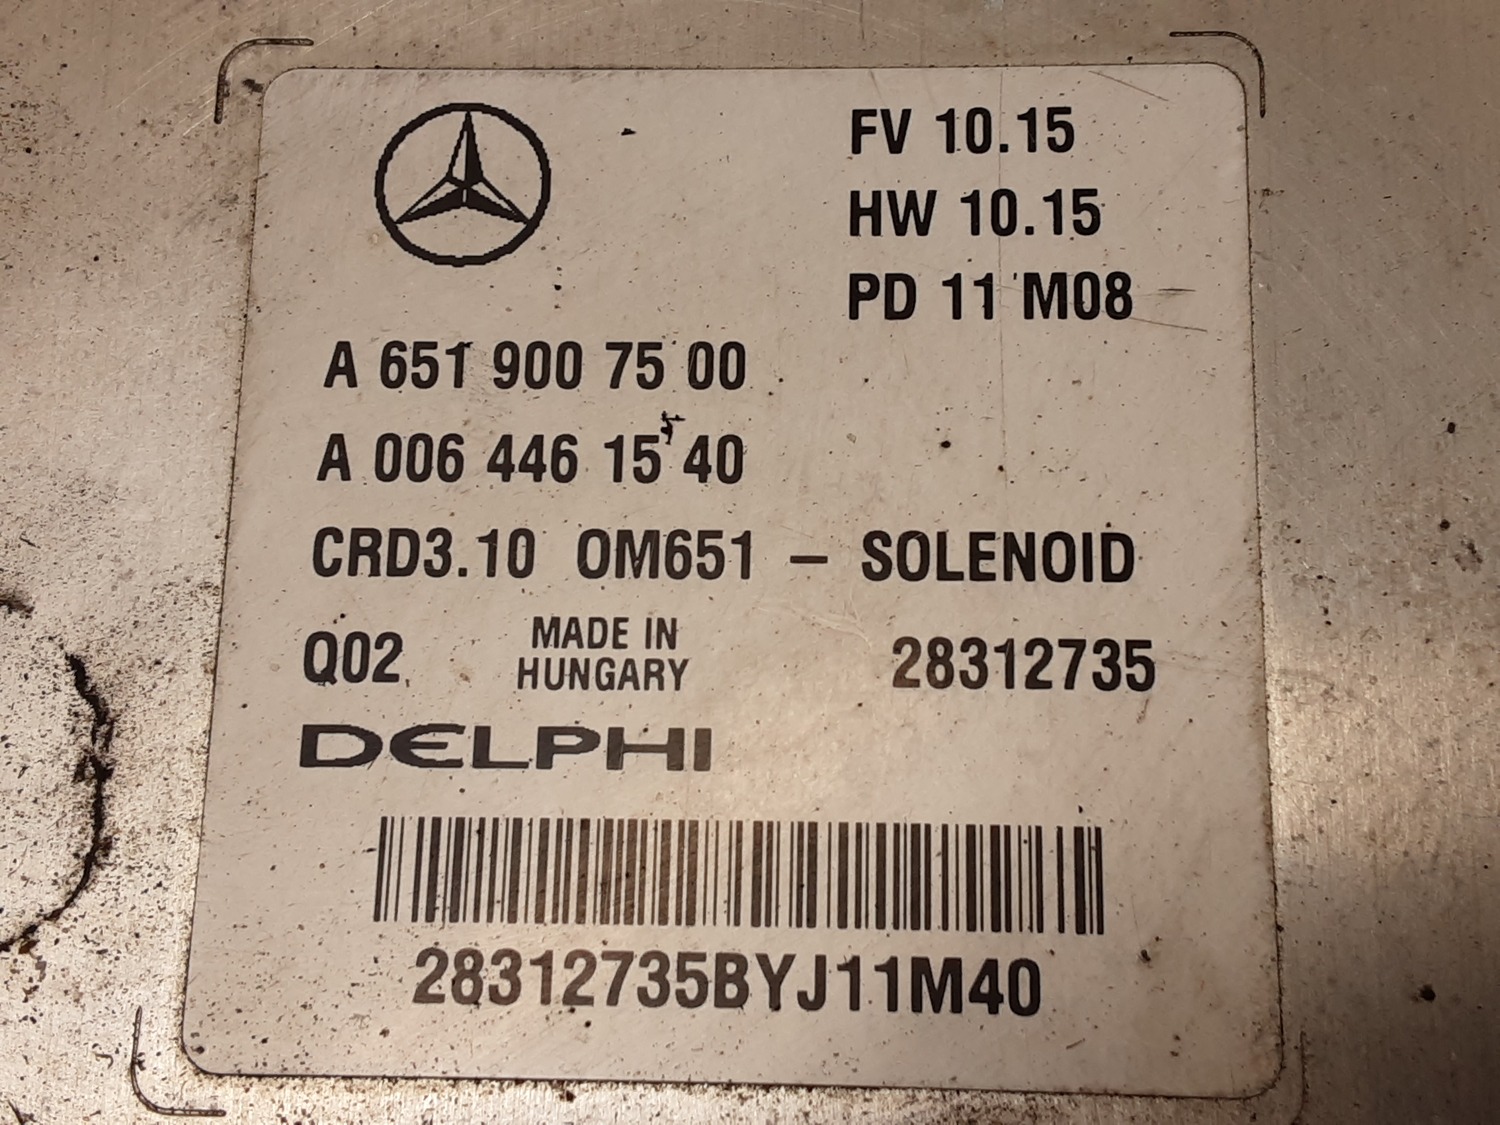 FV 10.15
HW 10.15
PD 11 M08
A 651 900 75 00
A 006 446 15 40
CRD3.10 OM651 – SOLENOID
Q02 MADE IN HUNGARY 28312735
DELPHI
28312735BYJ11M40